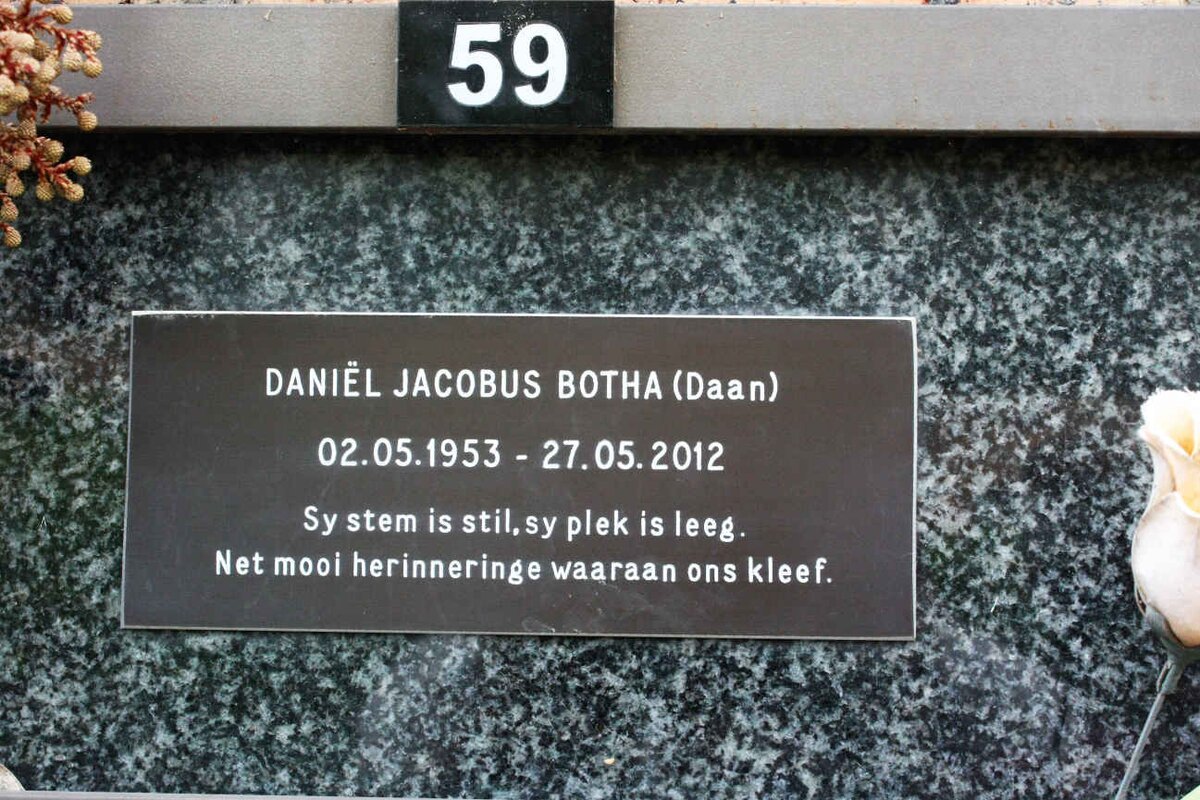 59
DANIËL JACOBUS BOTHA (Daan)
02.05.1953 - 27.05.2012
Sy stem is stil, sy plek is leeg.
Net mooi herinneringe waaraan ons kleef.